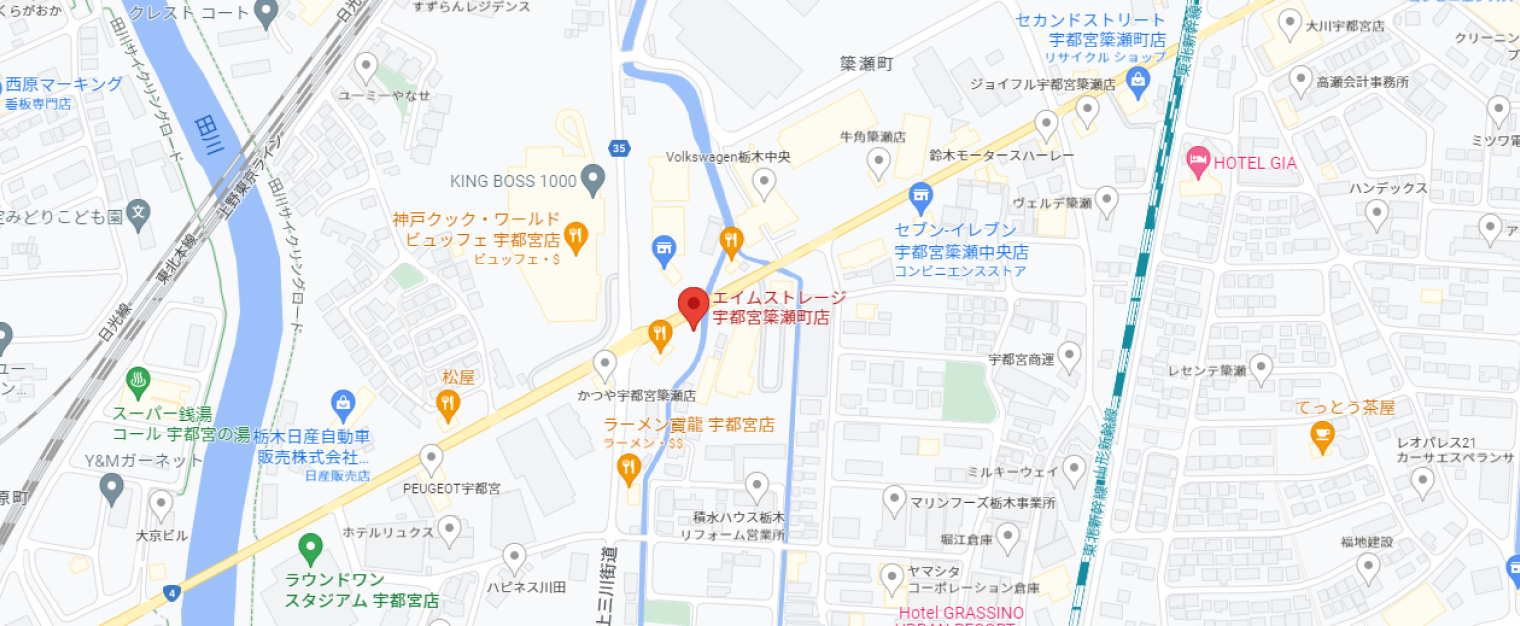 くらがおか
クレスト コート
日光
すずらんレジデンス
セカンドストリート
宇都宮簗瀬町店
リサイクル ショップ
大川宇都宮店
クリーニン
東北新幹線
簗瀬町
田川サイクリングロード
西原マーキング
看板専門店
ユーミーやなせ
ジョイフル宇都宮簗瀬店
高瀬会計事務所
ミツワ電
田川
35
牛角簗瀬店
Volkswagen栃木中央
鈴木モータースハーレー
HOTEL GIA
上野東京ライン
田川サイクリングロード
KING BOSS 1000
ハンデックス
ヴェルデ簗瀬
みどりこども園
神戸クック・ワールド
ビュッフェ 宇都宮店
ビュッフェ・$
セブン-イレブン
宇都宮簗瀬中央店
コンビニエンスストア
東北本線
日光線
エイムストレージ
宇都宮簗瀬町店
宇都宮商運
レセンテ簗瀬
松屋
かつや宇都宮簗瀬店
てっとう茶屋
スーパー銭湯
コール 宇都宮の湯
栃木日産自動車
販売株式会社...
日産販売店
ラーメン寶龍 宇都宮店
ラーメン・$$
レオパレス21
カーサエスペランサ
Y&Mガーネット
ミルキーウェイ
PEUGEOT宇都宮
原町
マリンフーズ栃木事業所
東北新幹線・山形新幹線
大京ビル
ホテルリュクス
積水ハウス栃木
リフォーム営業所
堀江倉庫
福地建設
ラウンドワン
スタジアム 宇都宮店
ハピネス川田
上三川街道
ヤマシタ
コーポレーション倉庫
4
Hotel GRASSINO
URBAN RESORT